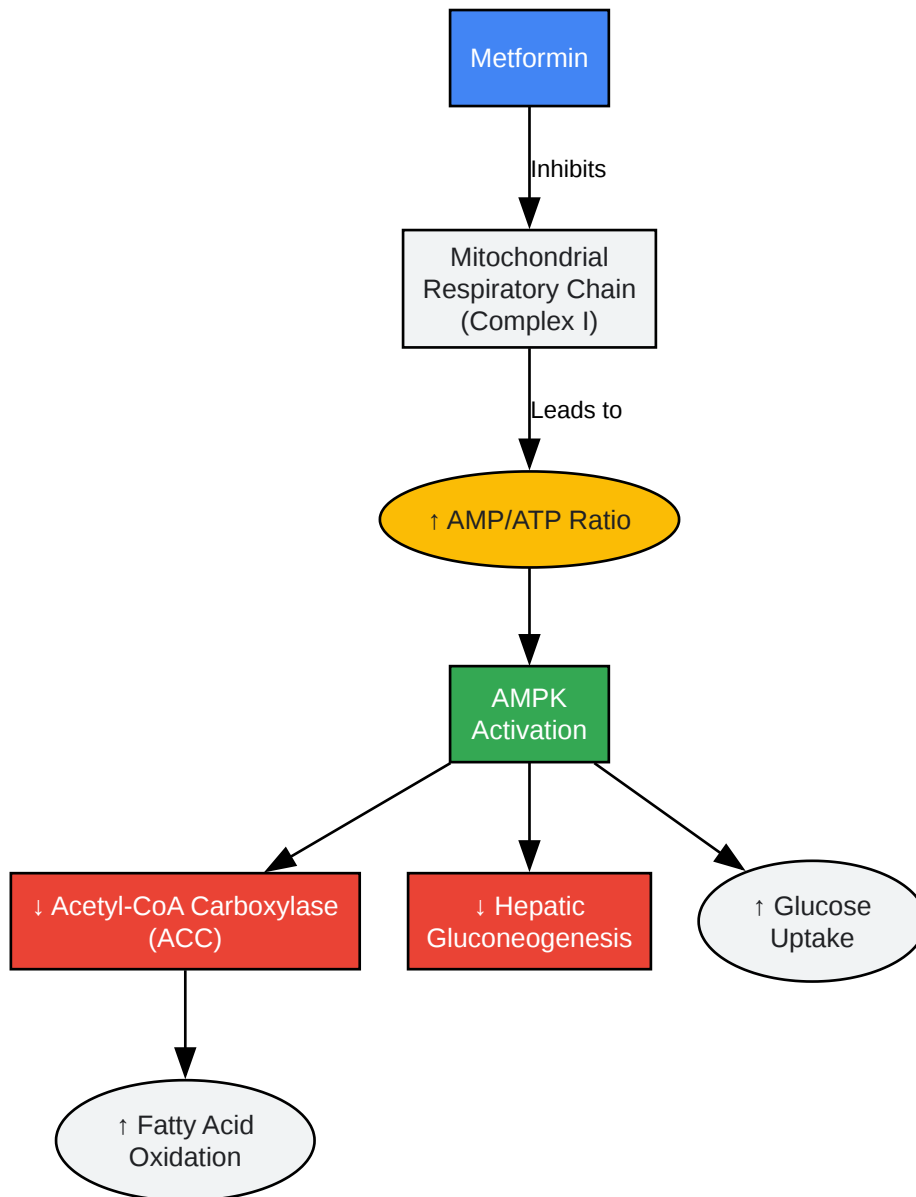 Metformin
Inhibits
Mitochondrial
Respiratory Chain
(Complex I)
Leads to
↑ AMP/ATP Ratio
AMPK
Activation
↓ Acetyl-CoA Carboxylase
(ACC)
↓ Hepatic
Gluconeogenesis
↑ Glucose
Uptake
↑ Fatty Acid
Oxidation